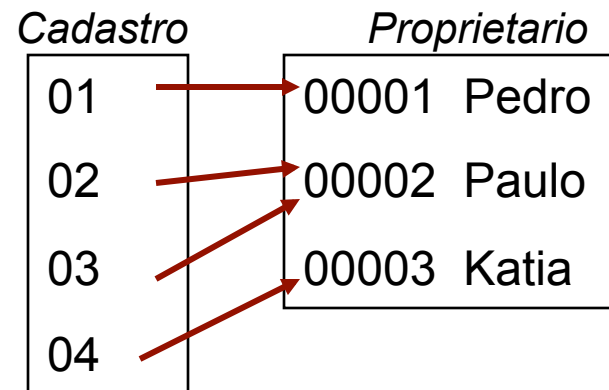 Cadastro Proprietario
01 00001 Pedro
02 00002 Paulo
03 00003 Katia
04